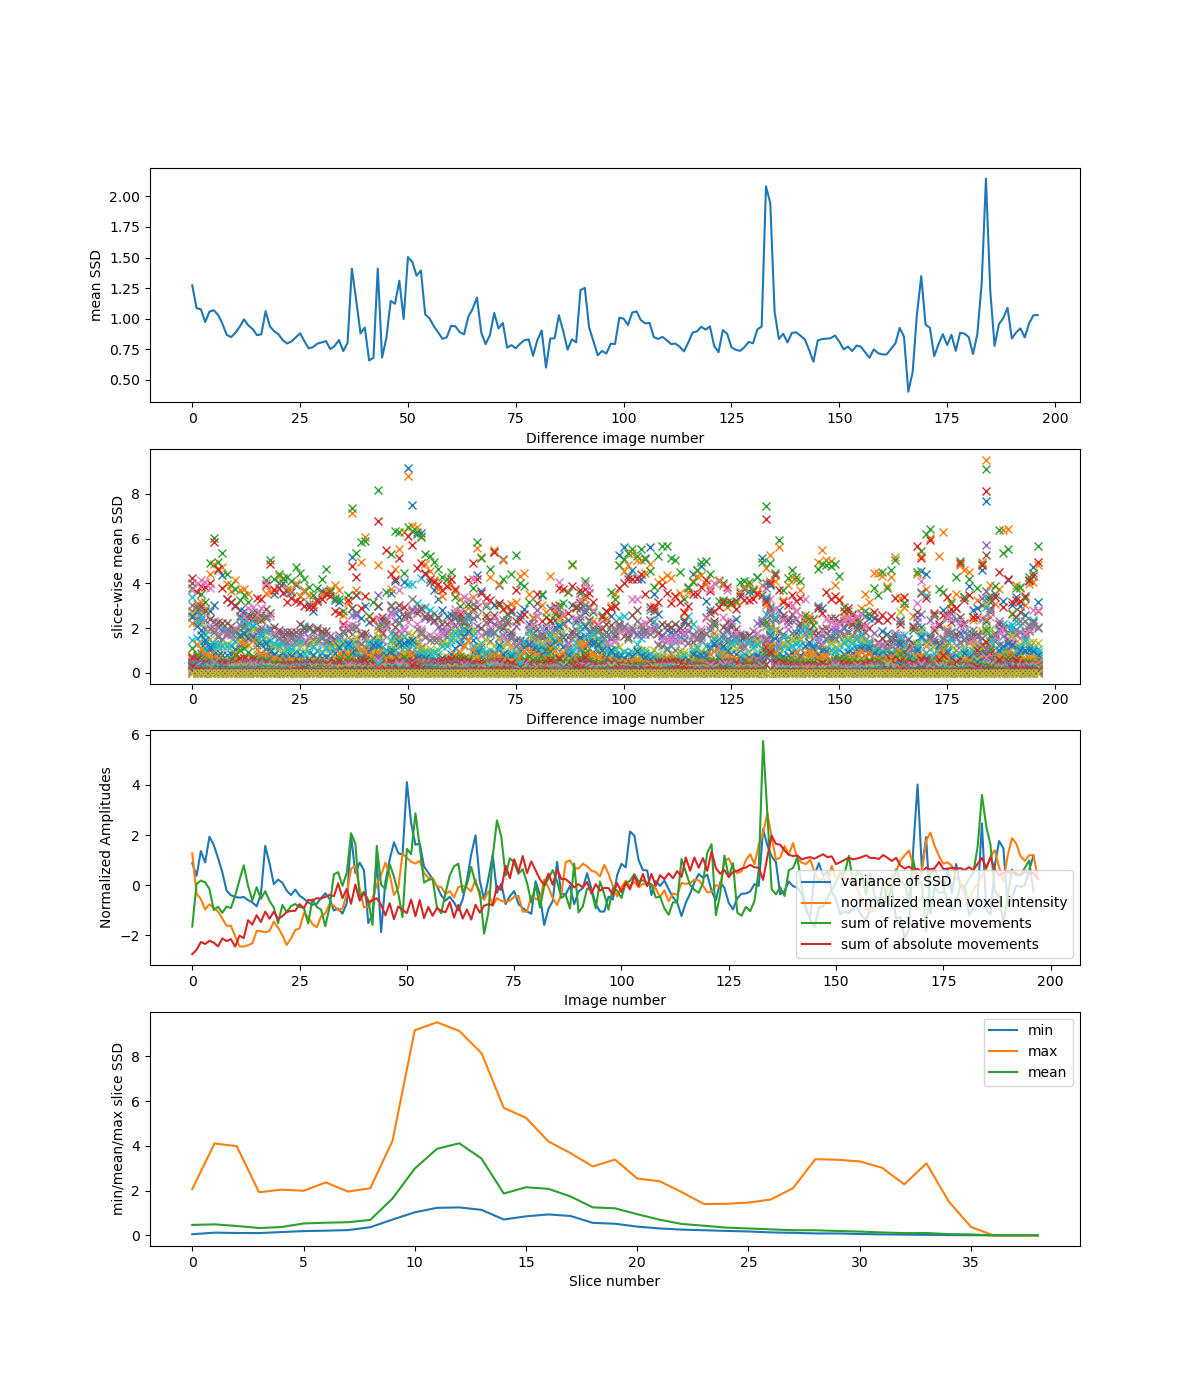 2.00
1.75
1.50
1.25
1.00
0.75
0.50
mean SSD
0 25 50 75 100 125 150 175 200
Difference image number
8
6
4
2
0
slice-wise mean SSD
0 25 50 75 100 125 150 175 200
Difference image number
6
4
2
0
−2
Normalized Amplitudes
variance of SSD
normalized mean voxel intensity
sum of relative movements
sum of absolute movements
0 25 50 75 100 125 150 175 200
Image number
8
6
4
2
0
min/mean/max slice SSD
min
max
mean
0 5 10 15 20 25 30 35
Slice number